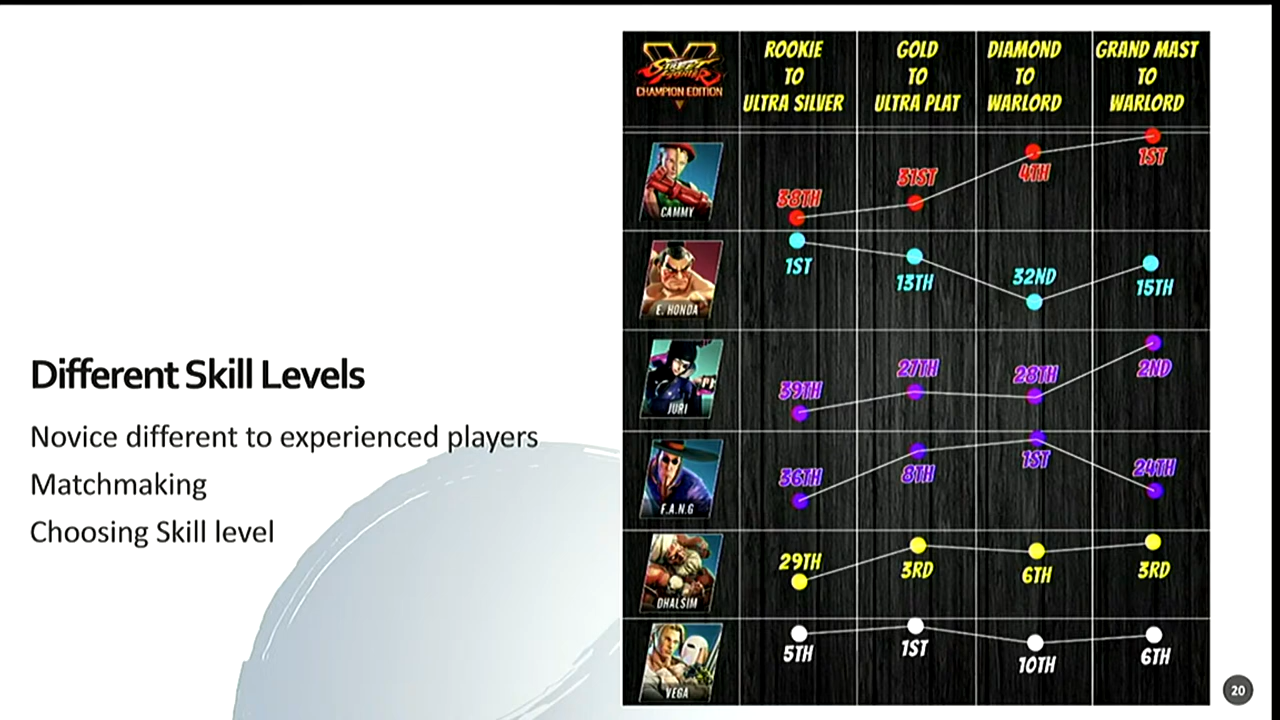 Different Skill Levels
Novice different to experienced players
Matchmaking
Choosing Skill level
V
STREET
FIGHTER
CHAMPION EDITION
ROOKIE
TO
ULTRA SILVER
GOLD
TO
ULTRA PLAT
DIAMOND
TO
WARLORD
GRAND MAST
TO
WARLORD
CAMMY
38TH
31ST
4TH
1ST
E. HONDA
1ST
13TH
32ND
15TH
JURI
39TH
27TH
28TH
2ND
F.A.N.G
36TH
8TH
1ST
24TH
DHALSIM
29TH
3RD
6TH
3RD
VEGA
5TH
1ST
10TH
6TH
20